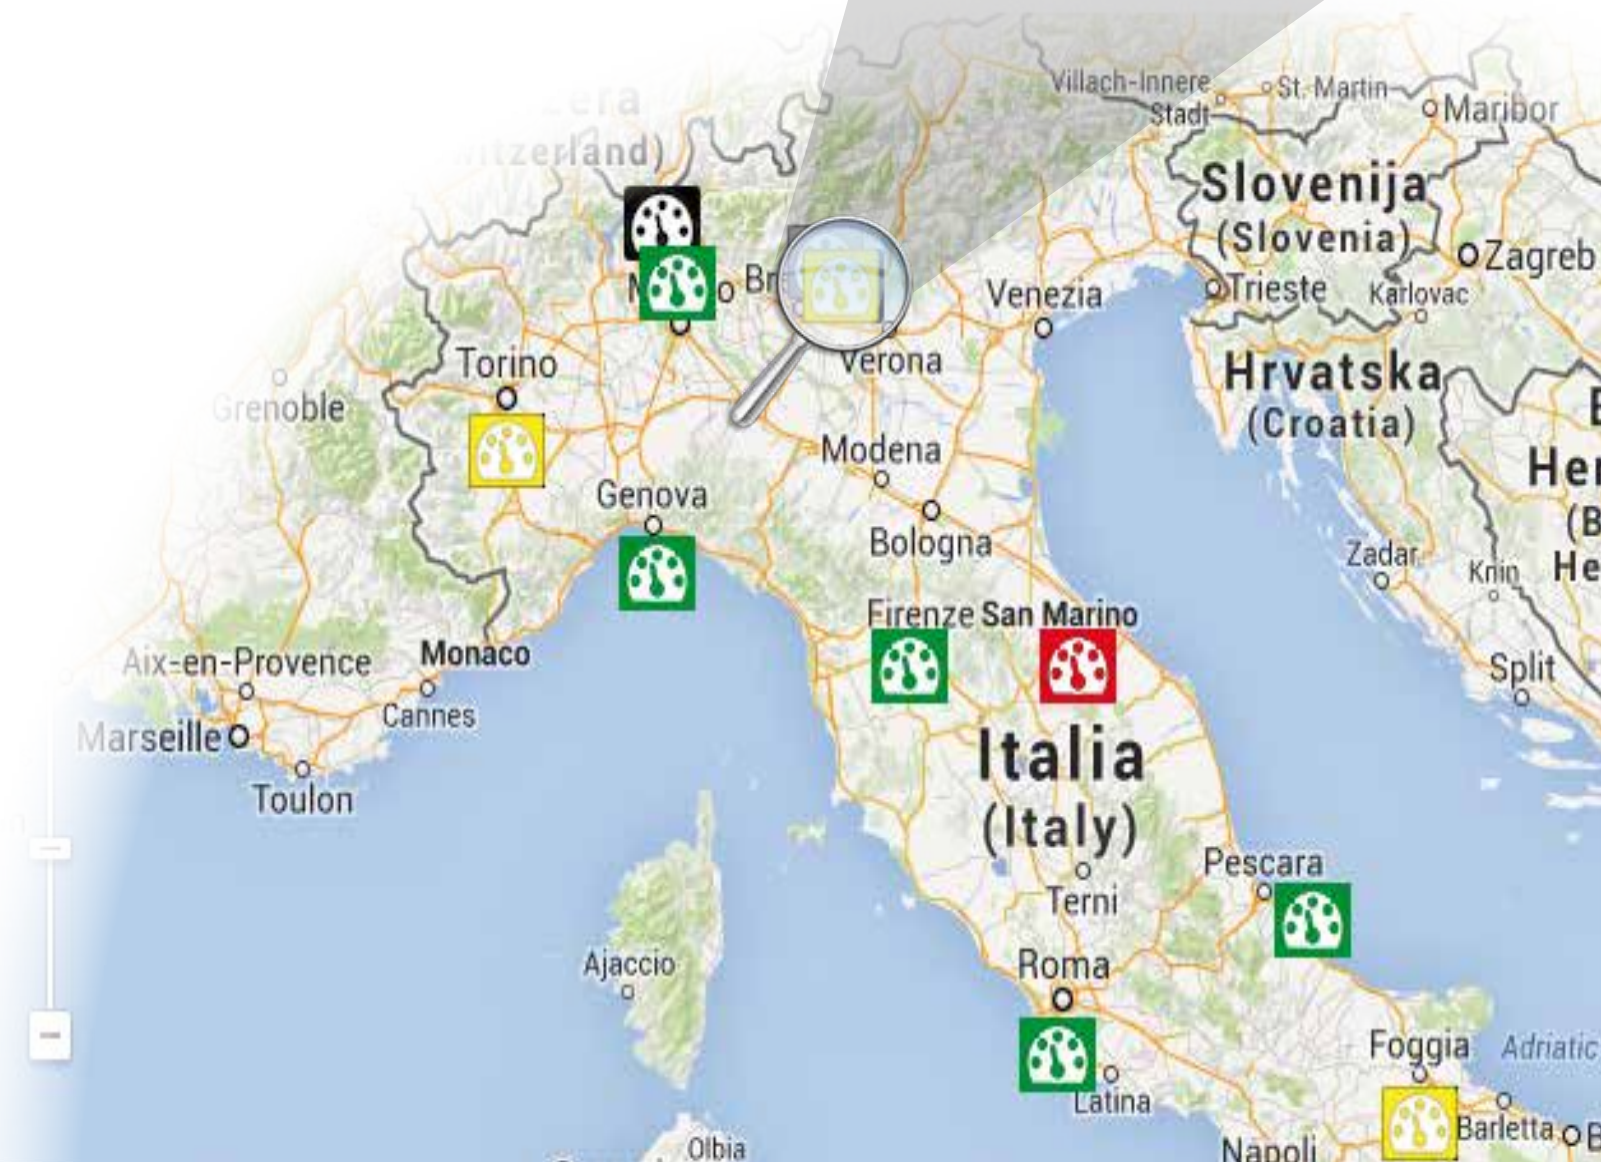 Villach-Innere
Stadt
St. Martin
Maribor
Slovenija
(Slovenia)
Zagreb
Trieste
Karlovac
Venezia
Verona
Torino
Hrvatska
(Croatia)
Grenoble
Modena
Genova
Bologna
Zadar
Knin
Firenze
San Marino
Aix-en-Provence
Monaco
Split
Cannes
Marseille
Italia
(Italy)
Toulon
Pescara
Terni
Ajaccio
Roma
Foggia
Adriatic
Latina
Barletta
Napoli
Olbia